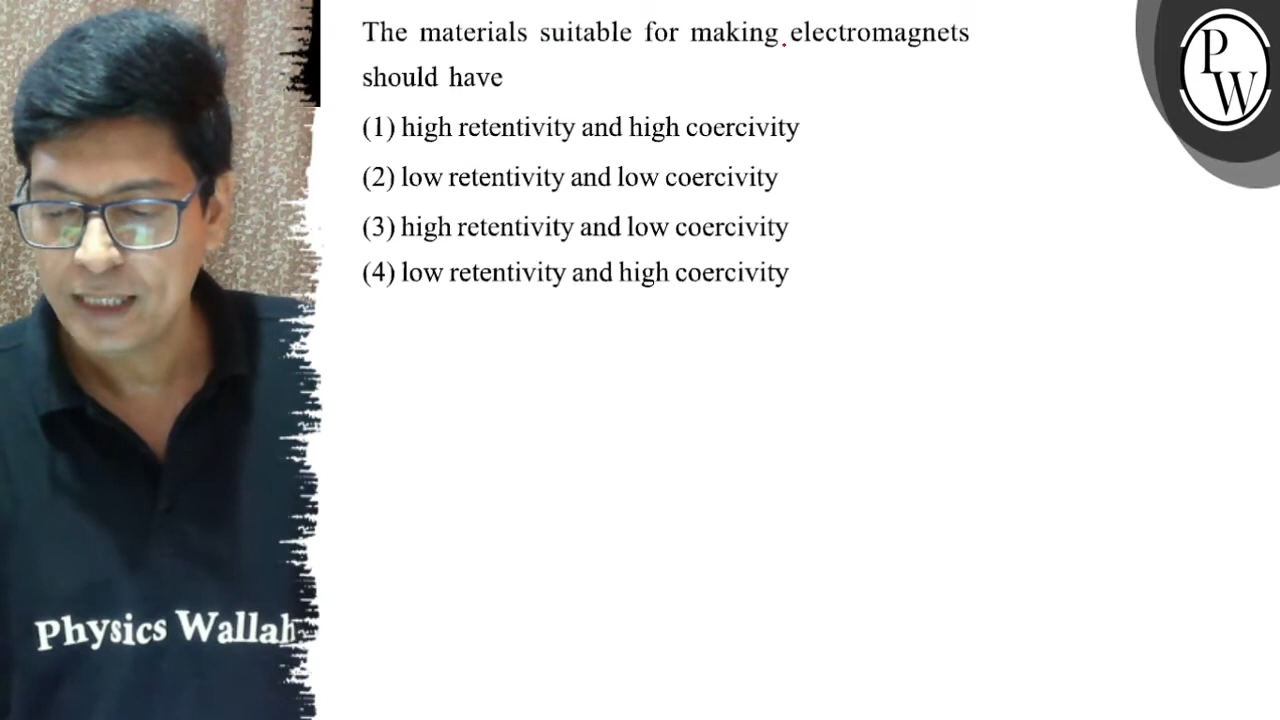 The materials suitable for making electromagnets
should have
(1) high retentivity and high coercivity
(2) low retentivity and low coercivity
(3) high retentivity and low coercivity
(4) low retentivity and high coercivity
PW
Physics Wallah